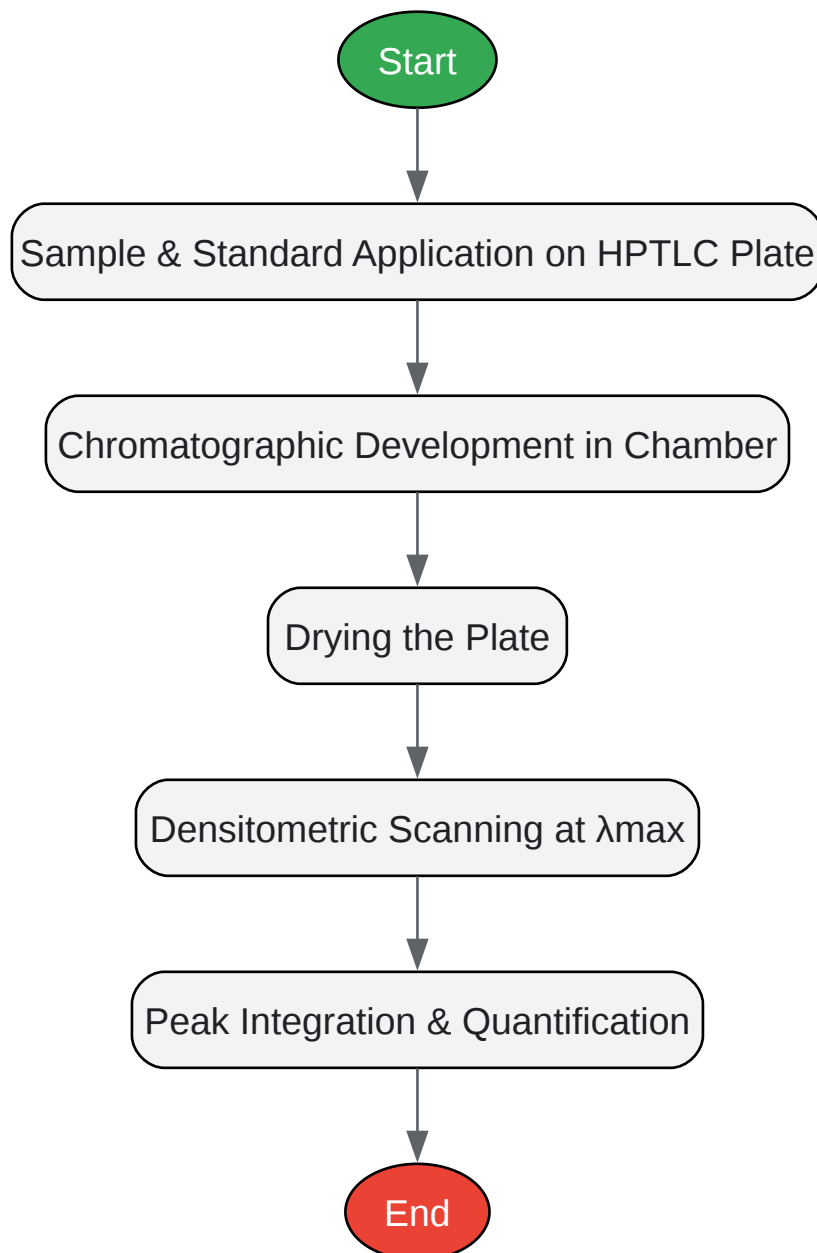 Start
Sample & Standard Application on HPTLC Plate
Chromatographic Development in Chamber
Drying the Plate
Densitometric Scanning at λmax
Peak Integration & Quantification
End